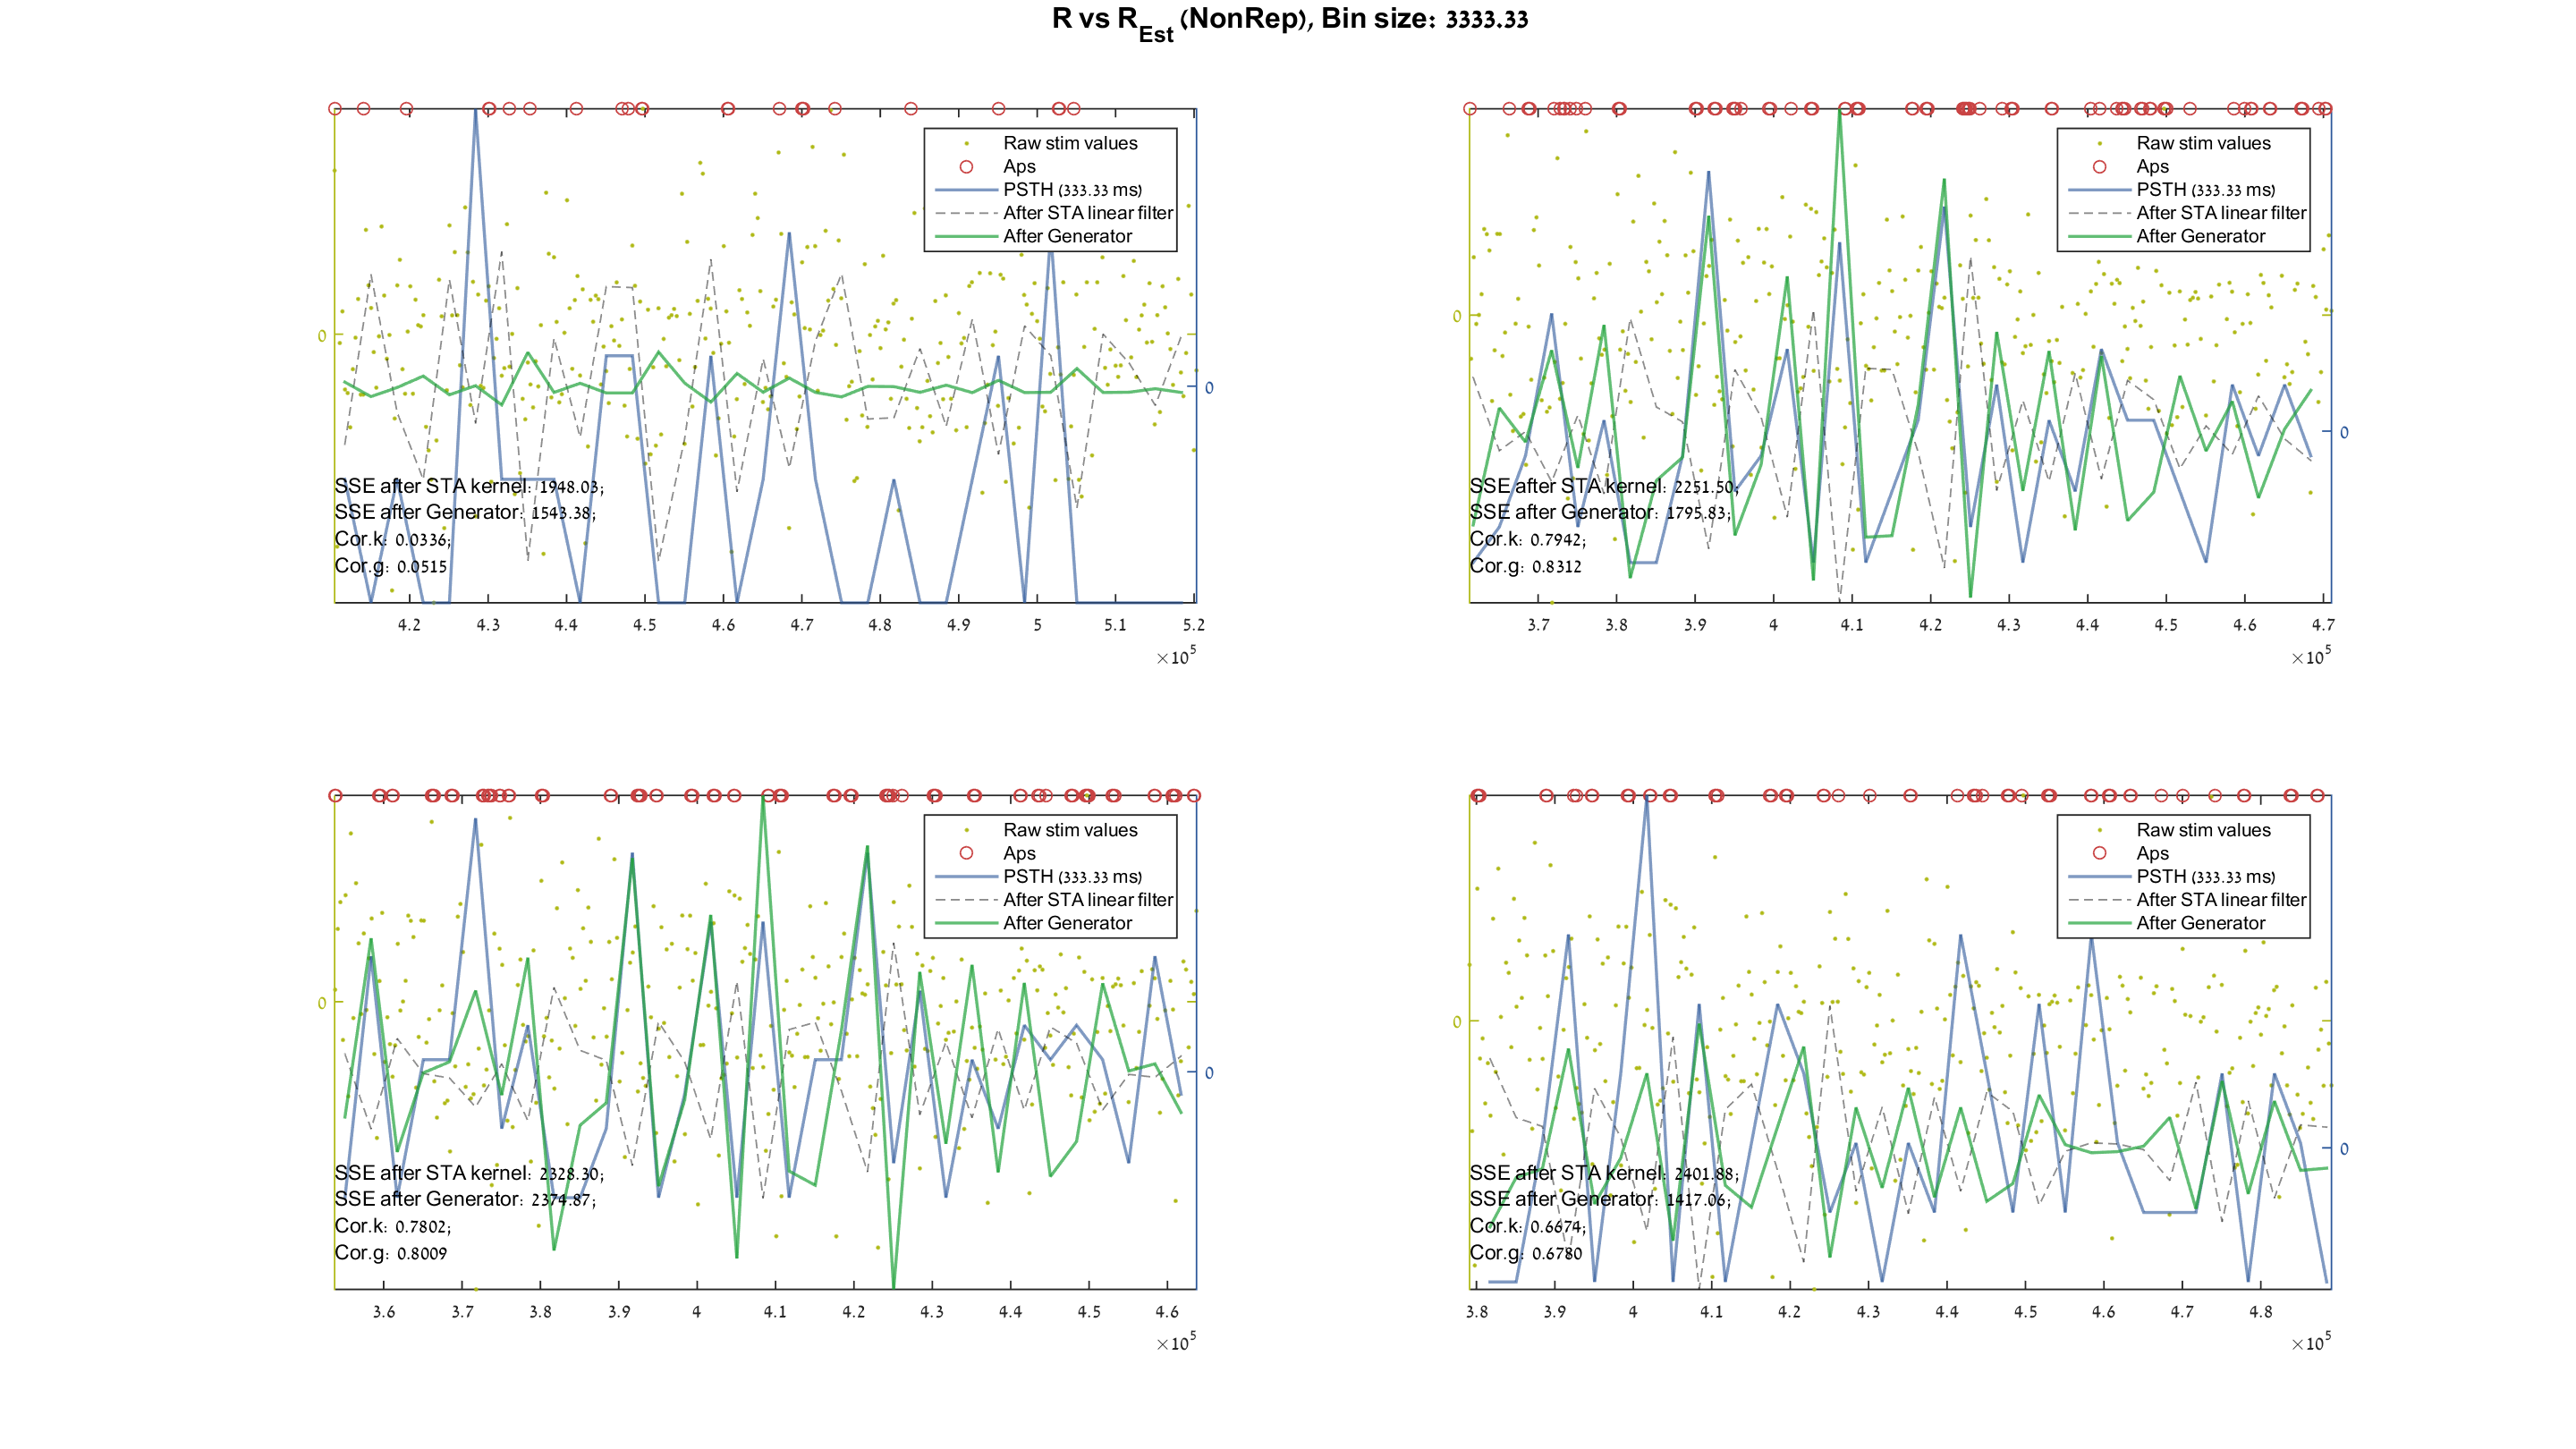 R vs R_Est (NonRep), Bin size: 3333.33
Raw stim values
Aps
PSTH (333.33 ms)
After STA linear filter
After Generator
0
0
SSE after STA kernel: 1948.03;
SSE after Generator: 1543.38;
Cor.k: 0.0336;
Cor.g: 0.0515
4.2 4.3 4.4 4.5 4.6 4.7 4.8 4.9 5 5.1 5.2
×10^5
Raw stim values
Aps
PSTH (333.33 ms)
After STA linear filter
After Generator
0
0
SSE after STA kernel: 2251.50;
SSE after Generator: 1795.83;
Cor.k: 0.7942;
Cor.g: 0.8312
3.7 3.8 3.9 4 4.1 4.2 4.3 4.4 4.5 4.6 4.7
×10^5
Raw stim values
Aps
PSTH (333.33 ms)
After STA linear filter
After Generator
0
0
SSE after STA kernel: 2328.30;
SSE after Generator: 2374.87;
Cor.k: 0.7802;
Cor.g: 0.8009
3.6 3.7 3.8 3.9 4 4.1 4.2 4.3 4.4 4.5 4.6
×10^5
Raw stim values
Aps
PSTH (333.33 ms)
After STA linear filter
After Generator
0
0
SSE after STA kernel: 2401.88;
SSE after Generator: 1417.06;
Cor.k: 0.6674;
Cor.g: 0.6780
3.8 3.9 4 4.1 4.2 4.3 4.4 4.5 4.6 4.7 4.8
×10^5